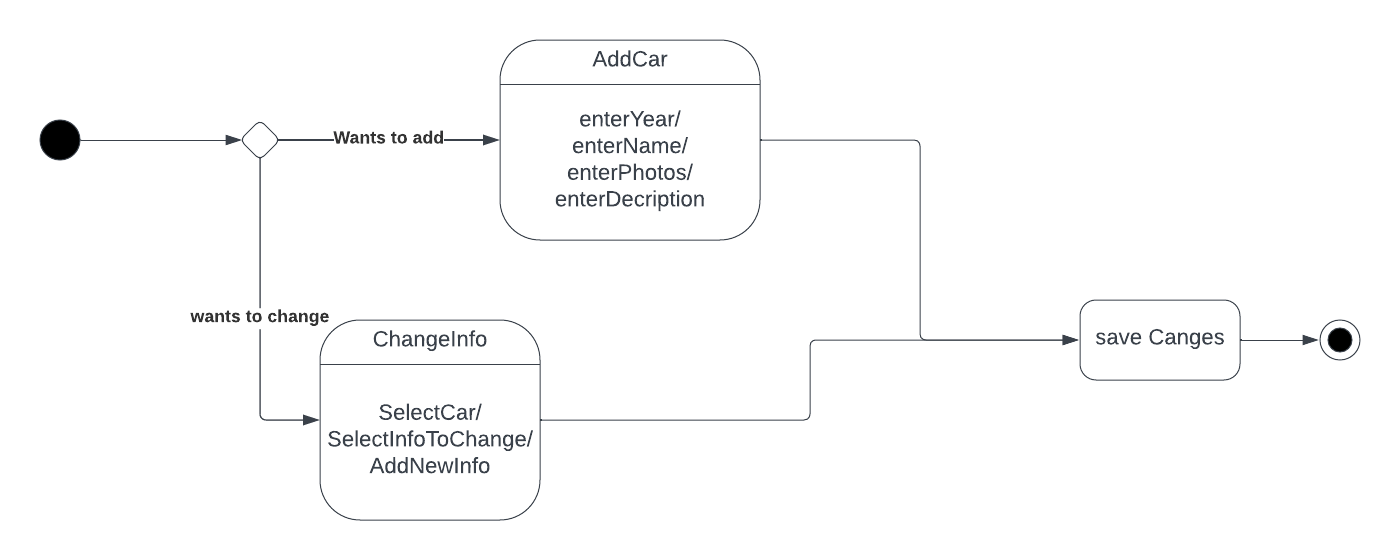 AddCar
enterYear/
enterName/
enterPhotos/
enterDecription
Wants to add
wants to change
ChangeInfo
SelectCar/
SelectInfoToChange/
AddNewInfo
save Canges